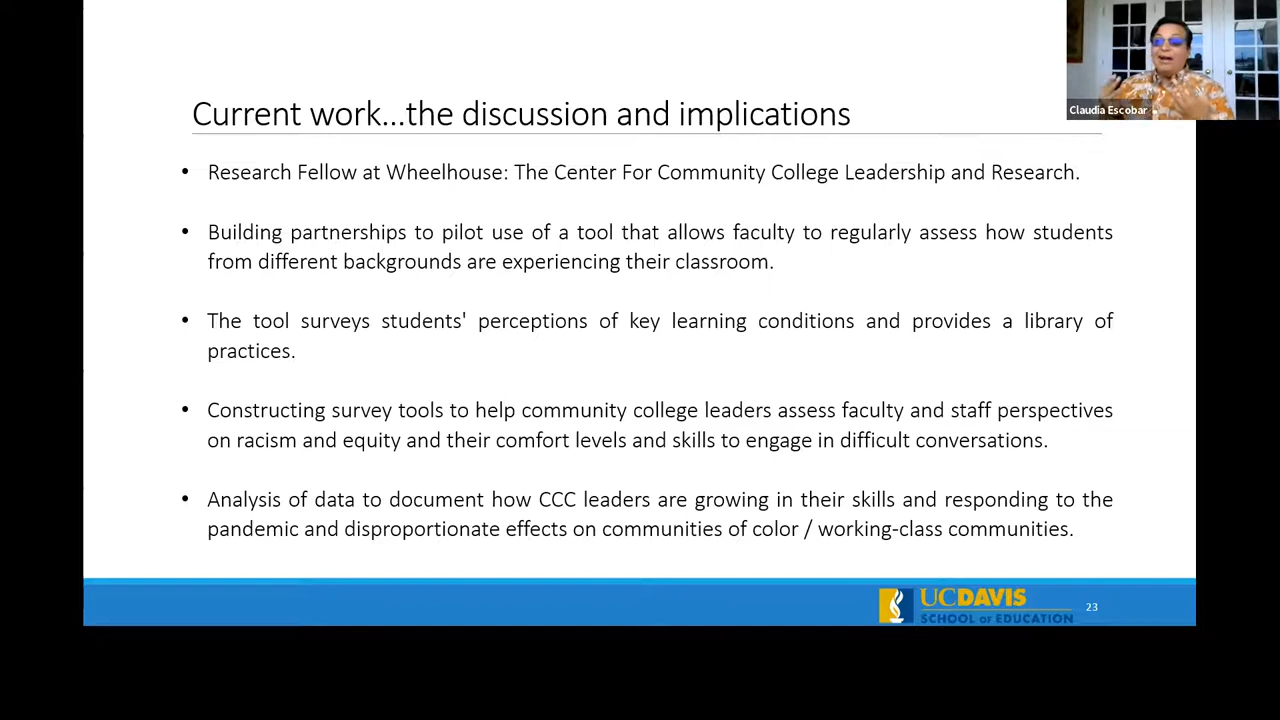 Claudia Escobar
Current work...the discussion and implications
• Research Fellow at Wheelhouse: The Center For Community College Leadership and Research.
• Building partnerships to pilot use of a tool that allows faculty to regularly assess how students
from different backgrounds are experiencing their classroom.
• The tool surveys students' perceptions of key learning conditions and provides a library of
practices.
• Constructing survey tools to help community college leaders assess faculty and staff perspectives
on racism and equity and their comfort levels and skills to engage in difficult conversations.
• Analysis of data to document how CCC leaders are growing in their skills and responding to the
pandemic and disproportionate effects on communities of color / working-class communities.
UCDAVIS
SCHOOL OF EDUCATION
23